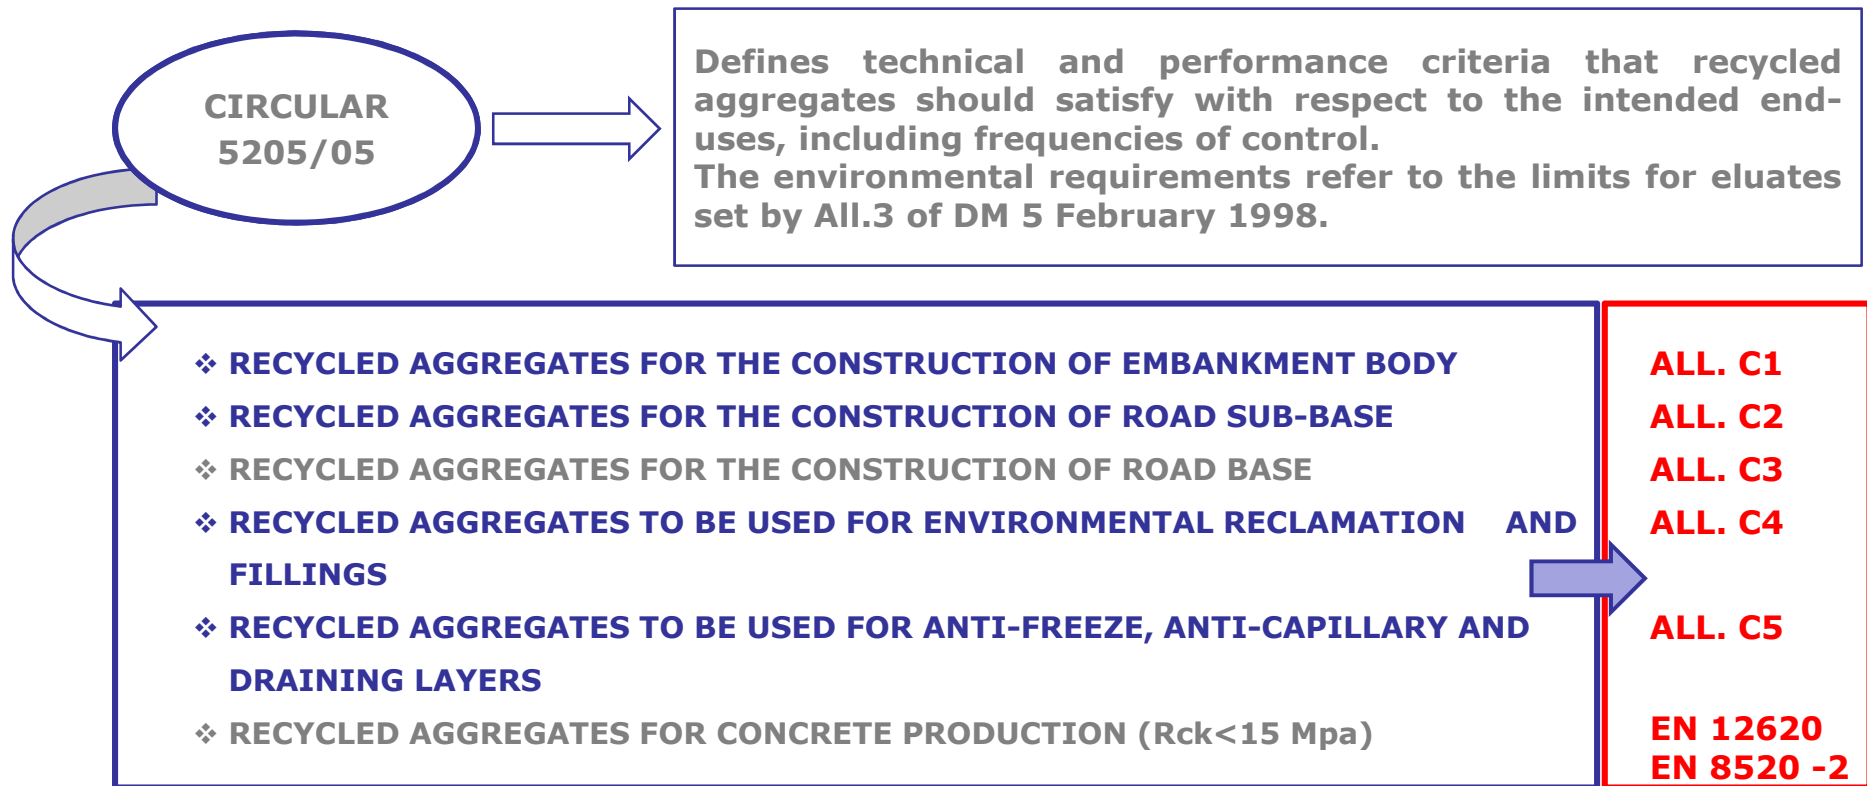 CIRCULAR
5205/05
Defines technical and performance criteria that recycled
aggregates should satisfy with respect to the intended end-
uses, including frequencies of control.
The environmental requirements refer to the limits for eluates
set by All.3 of DM 5 February 1998.
❖ RECYCLED AGGREGATES FOR THE CONSTRUCTION OF EMBANKMENT BODY
ALL. C1
❖ RECYCLED AGGREGATES FOR THE CONSTRUCTION OF ROAD SUB-BASE
ALL. C2
❖ RECYCLED AGGREGATES FOR THE CONSTRUCTION OF ROAD BASE
ALL. C3
❖ RECYCLED AGGREGATES TO BE USED FOR ENVIRONMENTAL RECLAMATION AND
FILLINGS
ALL. C4
❖ RECYCLED AGGREGATES TO BE USED FOR ANTI-FREEZE, ANTI-CAPILLARY AND
DRAINING LAYERS
ALL. C5
❖ RECYCLED AGGREGATES FOR CONCRETE PRODUCTION (Rck<15 Mpa)
EN 12620
EN 8520 -2